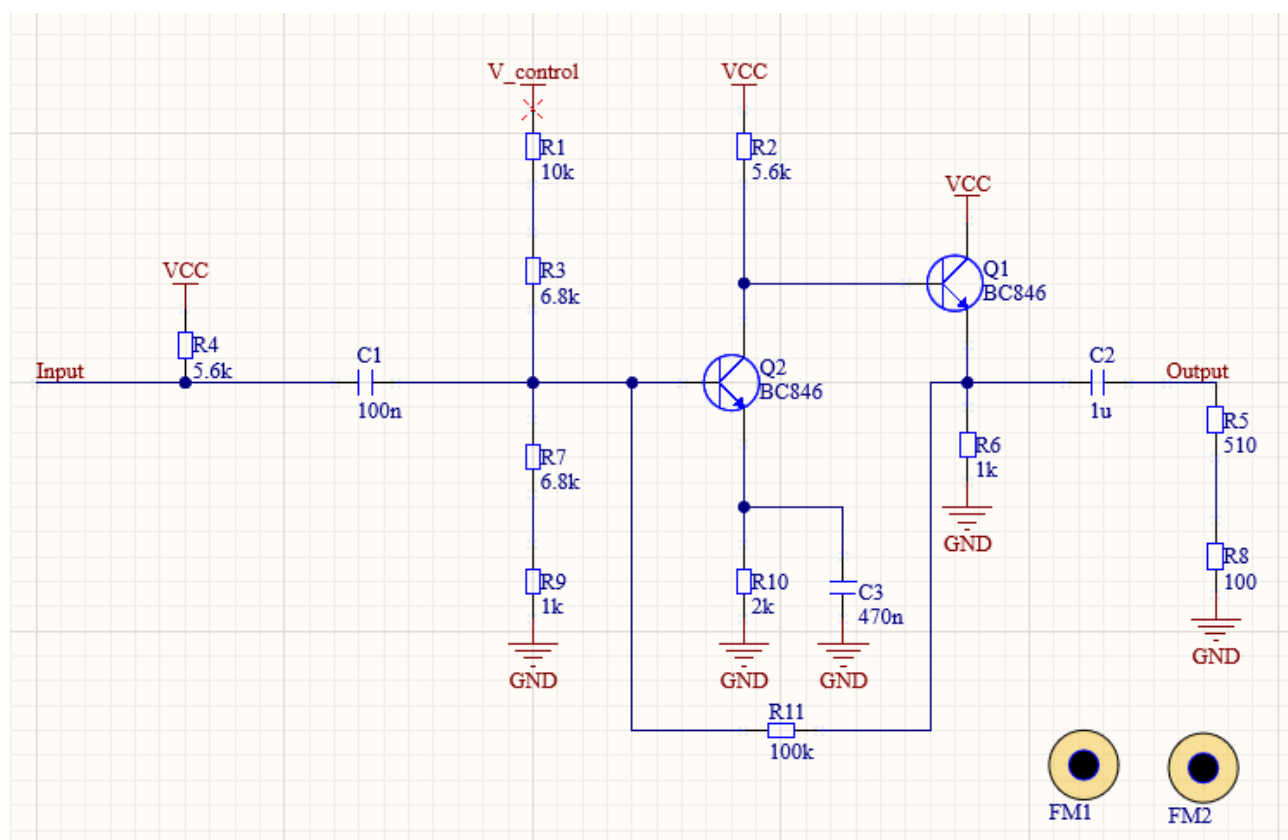 V_control
VCC
R1
10k
R2
5.6k
VCC
VCC
R3
6.8k
Q1
BC846
R4
5.6k
Input
C1
100n
Q2
BC846
C2
1u
Output
R5
510
R6
1k
R7
6.8k
GND
R8
100
R9
1k
R10
2k
C3
470n
GND
GND
GND
GND
R11
100k
FM1
FM2